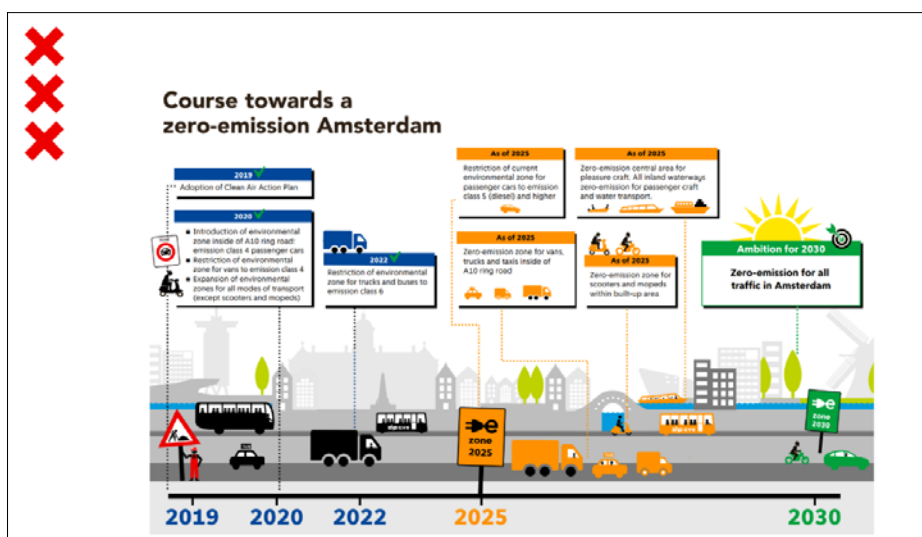 Course towards a
zero-emission Amsterdam
2019
Adoption of Clean Air Action Plan
2020
Introduction of environmental
zone inside of A10 ring road:
emission class 4 passenger cars
Restriction of environmental
zone for vans to emission class 4
Expansion of environmental
zones for all modes of transport
(except scooters and mopeds)
2022
Restriction of environmental
zone for trucks and buses to
emission class 6
As of 2025
Restriction of current
environmental zone for
passenger cars to emission
class 5 (diesel) and higher
As of 2025
Zero-emission zone for vans,
trucks and taxis inside of
A10 ring road
As of 2025
Zero-emission central area for
pleasure craft. All inland waterways
zero-emission for passenger craft
and water transport.
As of 2025
Zero-emission zone for
scooters and mopeds
within built-up area
Ambition for 2030
Zero-emission for all
traffic in Amsterdam
e
zone
2025
e
zone
2030
2019
2020
2022
2025
2030